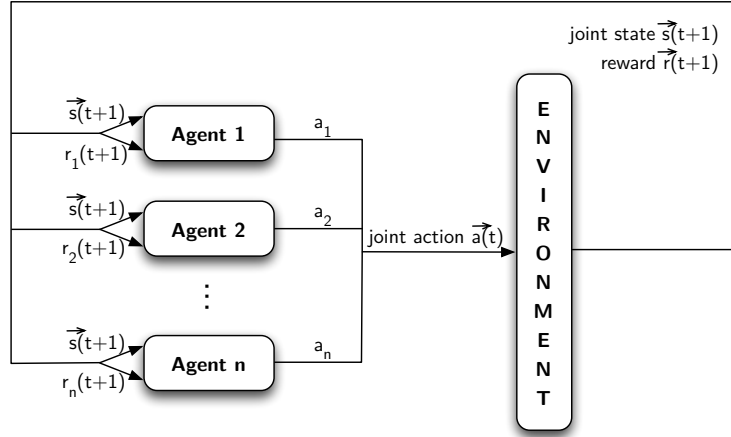 joint state s⃗(t+1)
reward r⃗(t+1)
s⃗(t+1)
Agent 1
a₁
r₁(t+1)
s⃗(t+1)
Agent 2
a₂
r₂(t+1)
joint action a⃗(t)
⋮
s⃗(t+1)
Agent n
aₙ
rₙ(t+1)
ENVIRONMENT